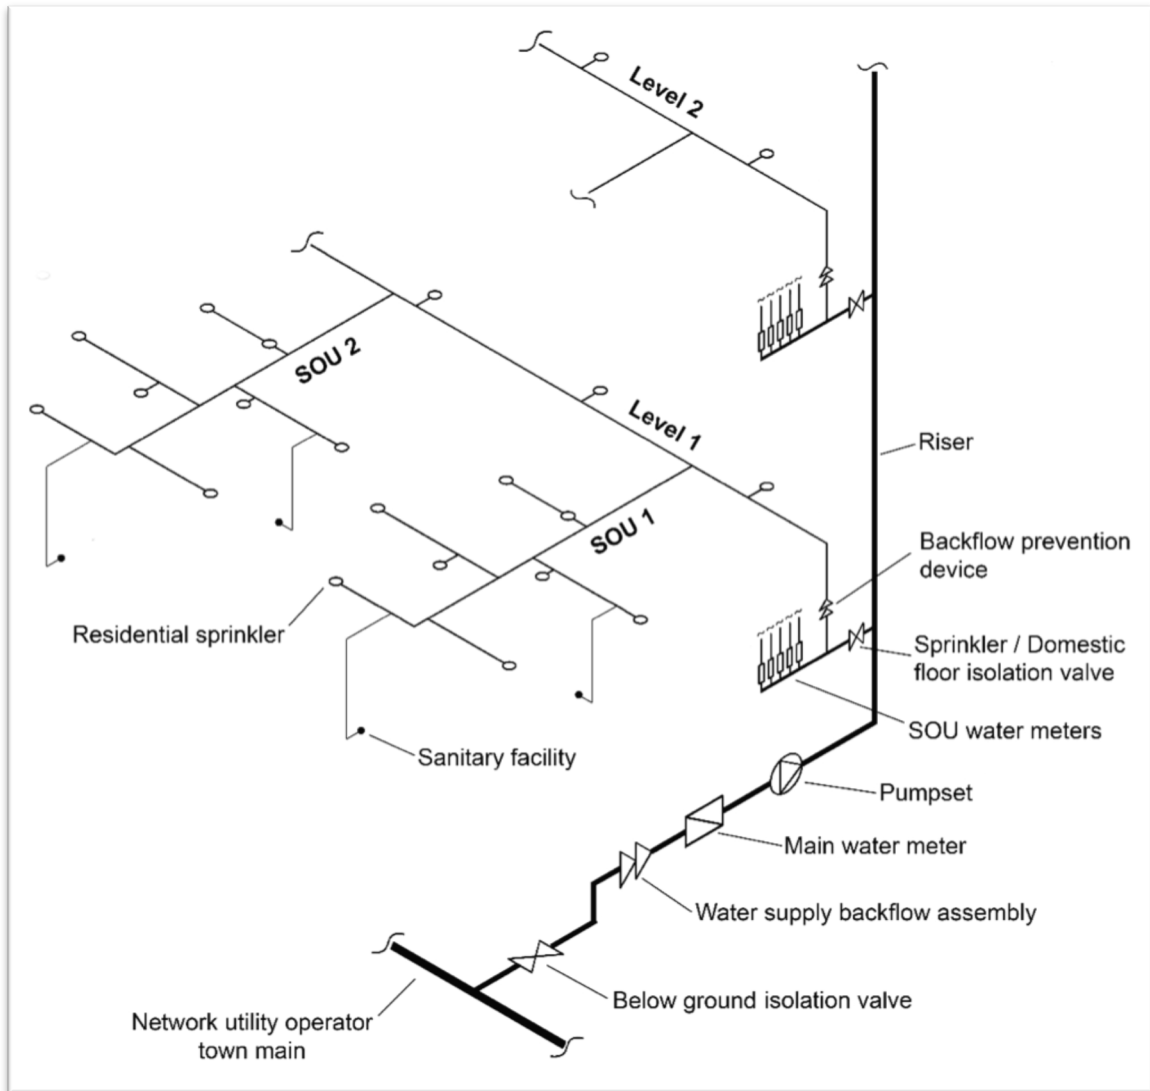 Level 2
SOU 2
Level 1
Riser
SOU 1
Backflow prevention
device
Residential sprinkler
Sprinkler / Domestic
floor isolation valve
SOU water meters
Sanitary facility
Pumpset
Main water meter
Water supply backflow assembly
Below ground isolation valve
Network utility operator
town main